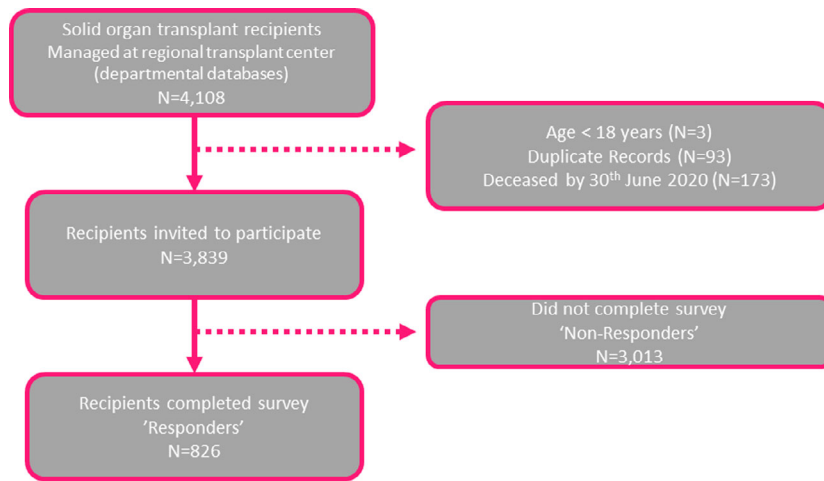 Solid organ transplant recipients
Managed at regional transplant center
(departmental databases)
N=4,108
Age < 18 years (N=3)
Duplicate Records (N=93)
Deceased by 30th June 2020 (N=173)
Recipients invited to participate
N=3,839
Did not complete survey
‘Non-Responders’
N=3,013
Recipients completed survey
’Responders’
N=826